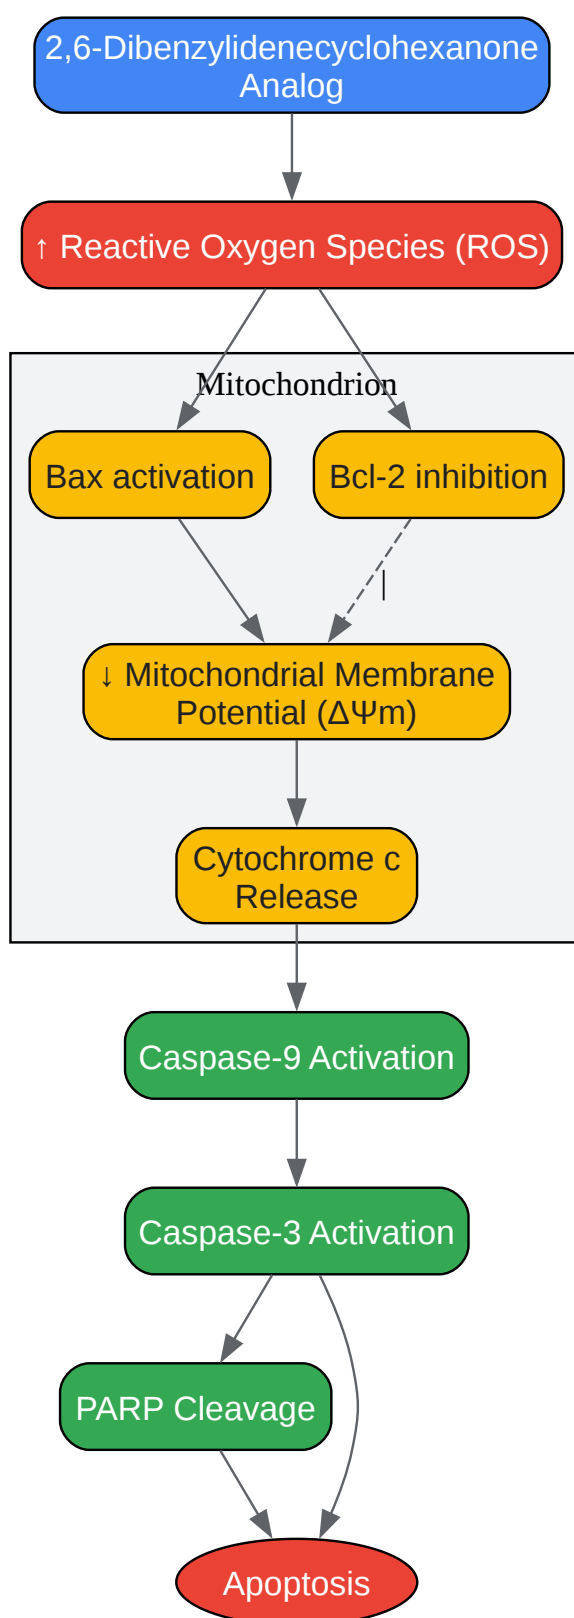 2,6-Dibenzylidenecyclohexanone
Analog
↑ Reactive Oxygen Species (ROS)
Mitochondrion
Bax activation
Bcl-2 inhibition
|
↓ Mitochondrial Membrane
Potential (ΔΨm)
Cytochrome c
Release
Caspase-9 Activation
Caspase-3 Activation
PARP Cleavage
Apoptosis